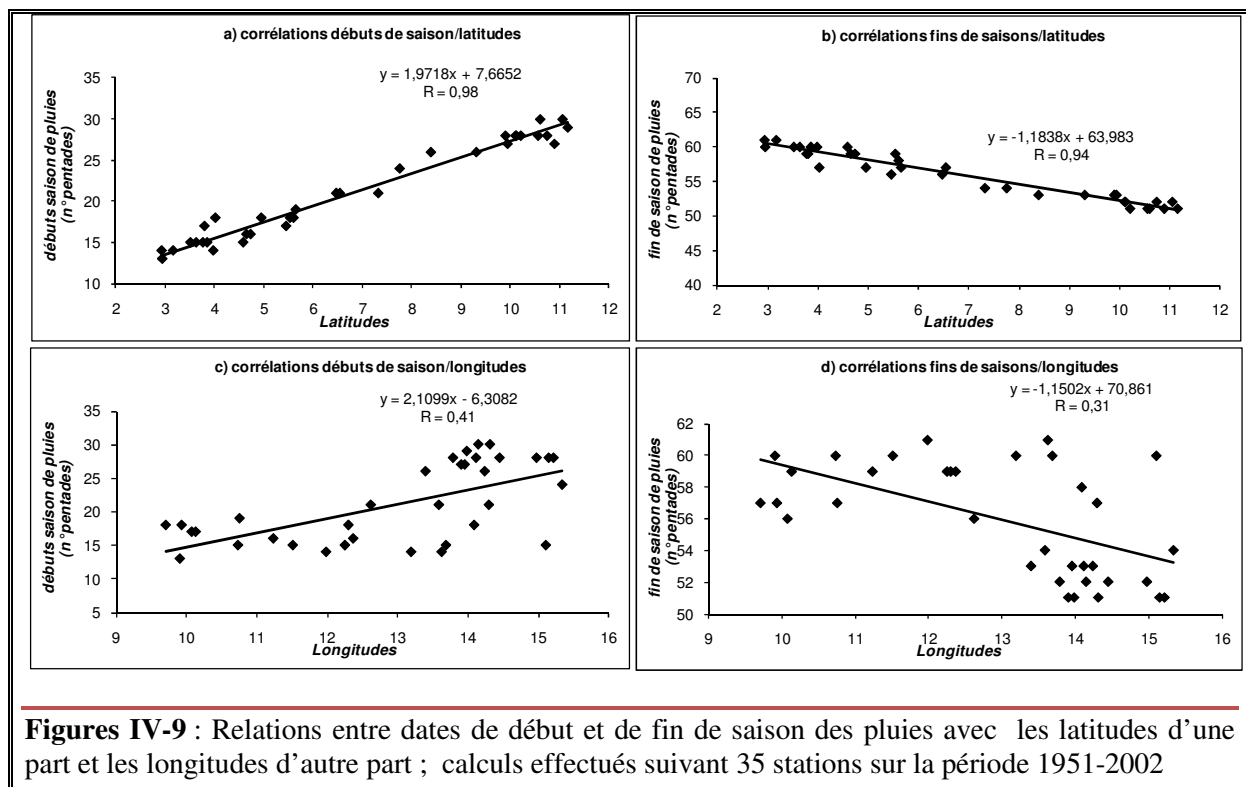 a) corrélations débuts de saison/latitudes
y = 1,9718x + 7,6652
R = 0,98
débuts saison de pluies
(n°pentades)
35
30
25
20
15
10
2 3 4 5 6 7 8 9 10 11 12
Latitudes
b) corrélations fins de saisons/latitudes
y = -1,1838x + 63,983
R = 0,94
fin de saison de pluies
(n°pentades)
70
65
60
55
50
45
40
2 3 4 5 6 7 8 9 10 11 12
Latitudes
c) corrélations débuts de saison/longitudes
y = 2,1099x - 6,3082
R = 0,41
débuts saison de pluies
(n°pentades)
35
30
25
20
15
10
5
9 10 11 12 13 14 15 16
Longitudes
d) corrélations fins de saisons/longitudes
y = -1,1502x + 70,861
R = 0,31
fin de saison de pluies
(n°pentades)
62
60
58
56
54
52
50
9 10 11 12 13 14 15 16
Longitudes
Figures IV-9 : Relations entre dates de début et de fin de saison des pluies avec les latitudes d'une
part et les longitudes d'autre part ; calculs effectués suivant 35 stations sur la période 1951-2002